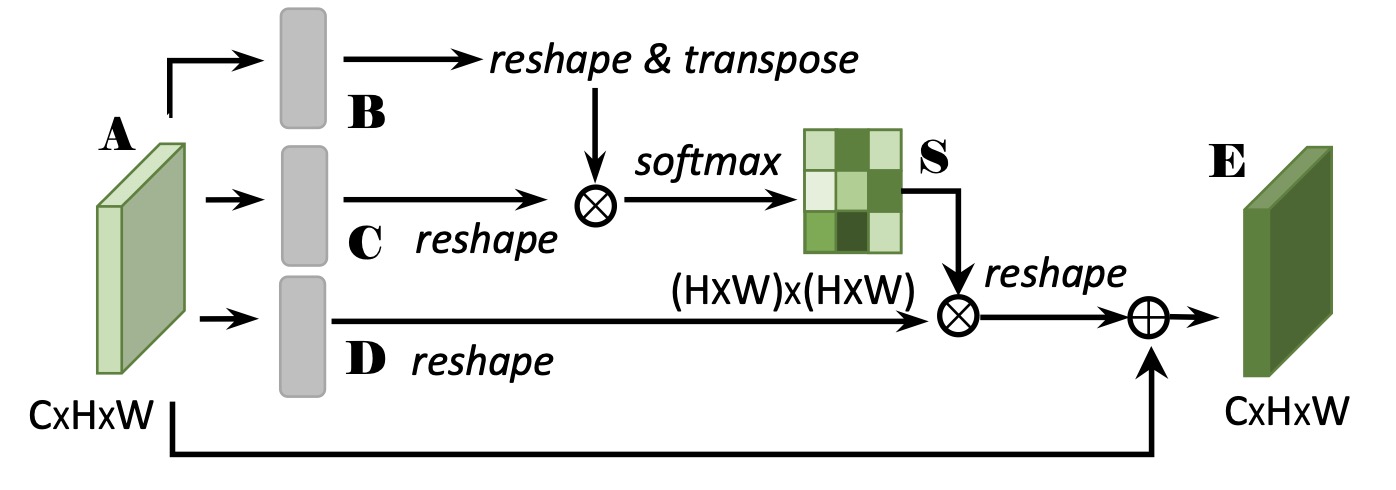 reshape & transpose
B
A
softmax
S
E
C
reshape
(HxW)x(HxW)
reshape
D
reshape
CxHxW
CxHxW